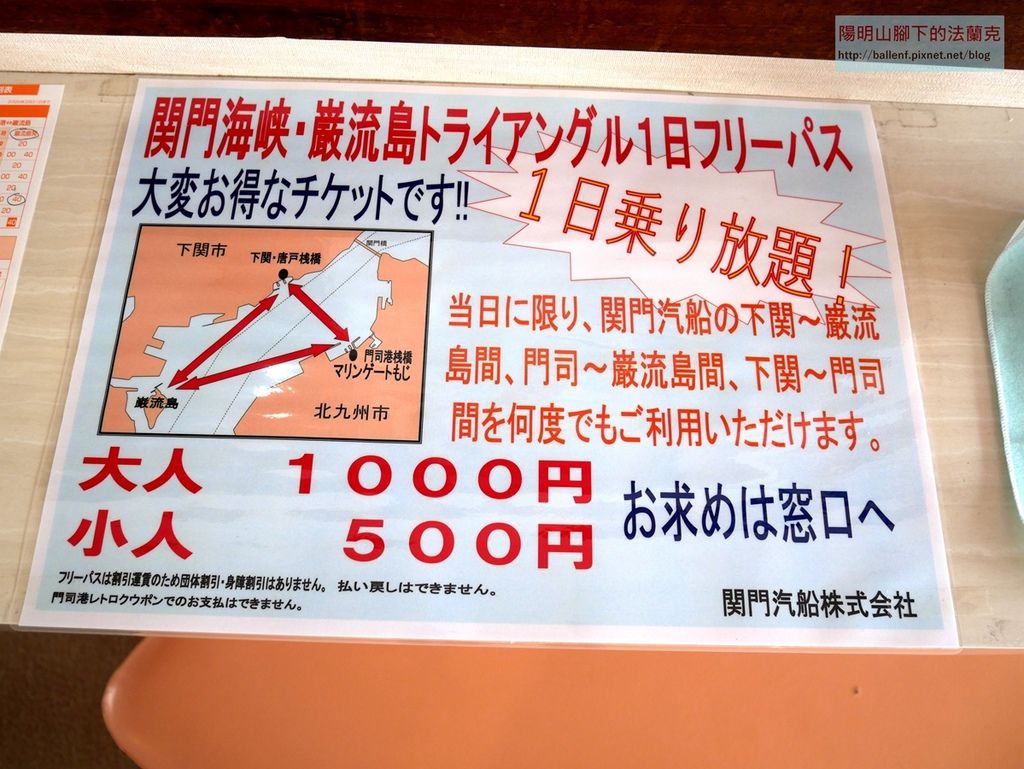 陽明山腳下的法蘭克
http://ballenf.pixnet.net/blog
関門海峡・巌流島トライアングル1日フリーパス
大変お得なチケットです!!
1日乗り放題!
下関市
関門橋
下関・唐戸桟橋
門司港桟橋
マリンゲートもじ
巌流島
北九州市
当日に限り、関門汽船の下関～巌流
島間、門司～巌流島間、下関～門司
間を何度でもご利用いただけます。
大人 1000円
小人 500円
お求めは窓口へ
フリーパスは割引運賃のため団体割引・身障割引はありません。 払い戻しはできません。
門司港レトロクウポンでのお支払はできません。
関門汽船株式会社